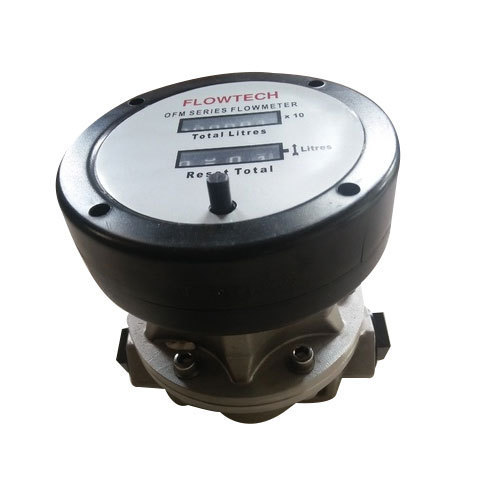 FLOWTECH
OFM SERIES FLOWMETER
× 10
Total Litres
Litres
Reset Total